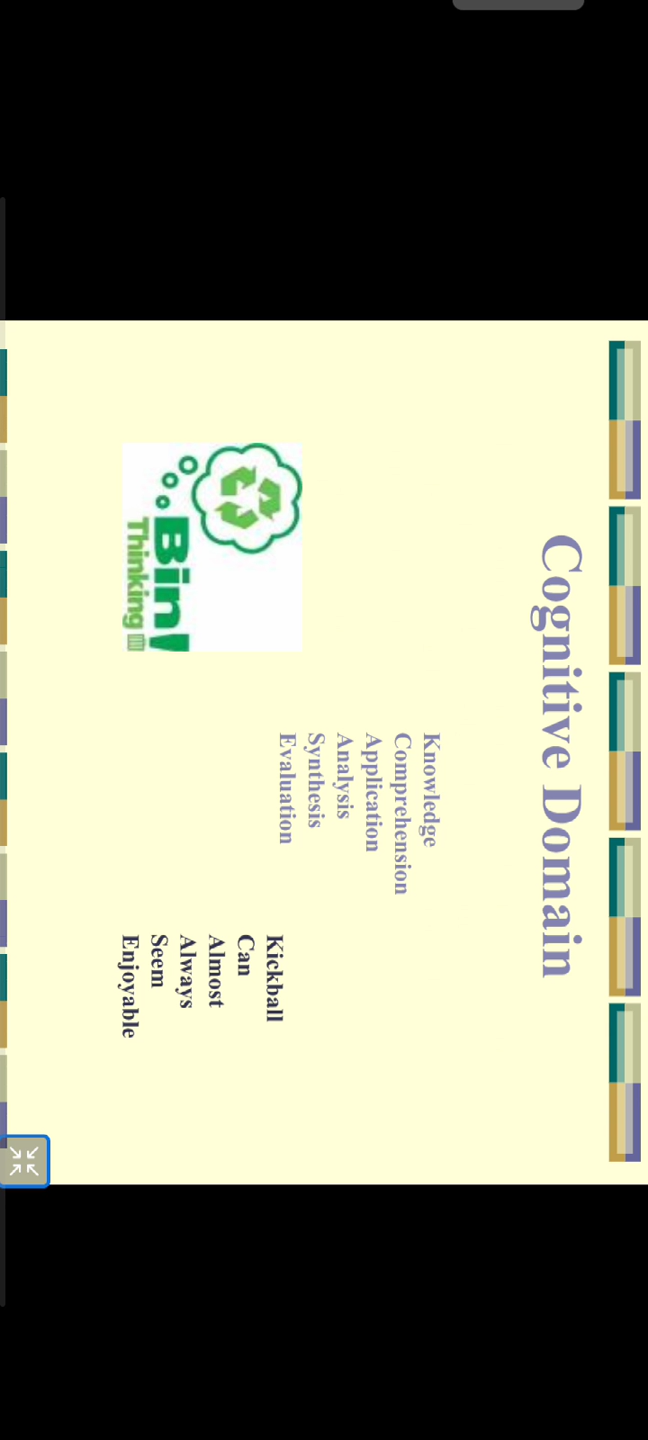 Cognitive Domain
Knowledge
Comprehension
Application
Analysis
Synthesis
Evaluation
Kickball
Can
Almost
Always
Seem
Enjoyable
Bin!
Thinking